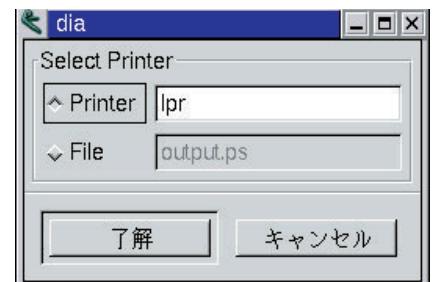 dia
Select Printer
Printer lpr
File output.ps
了解 キャンセル